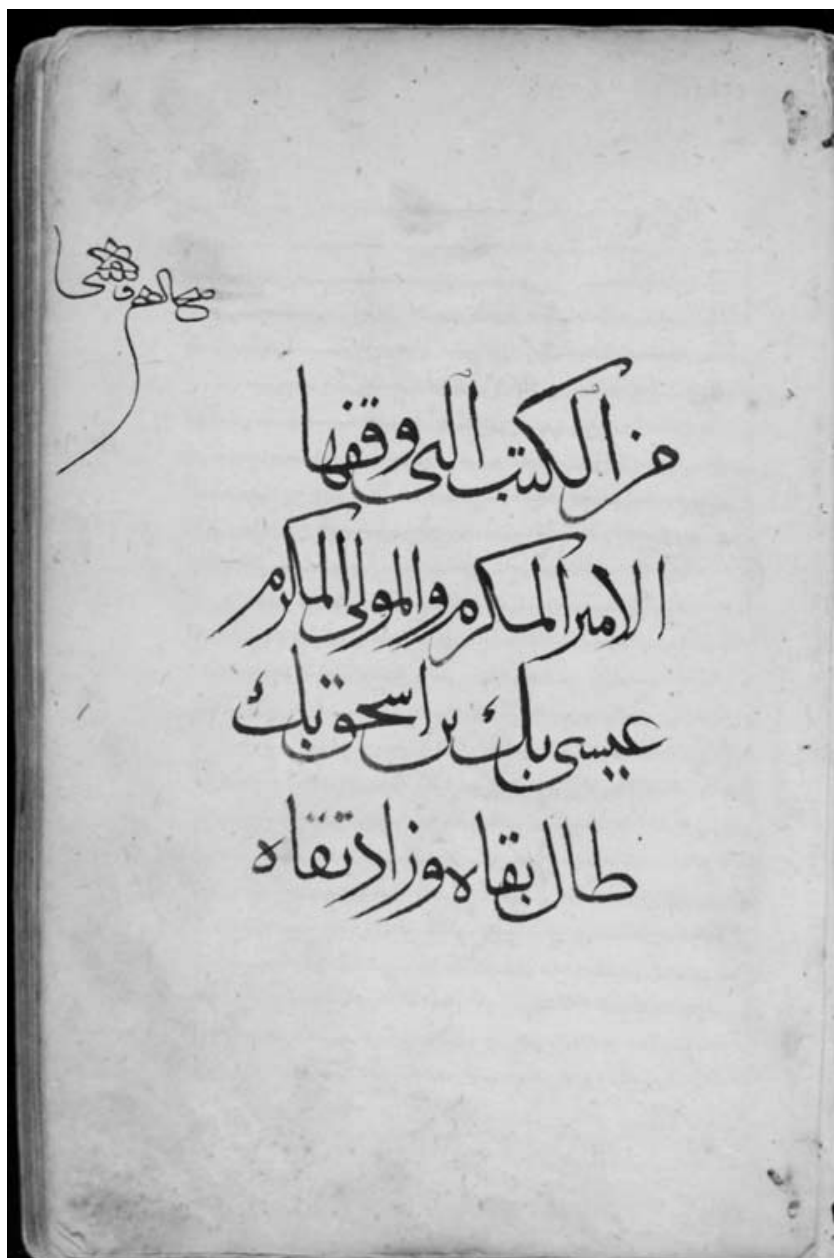 من الكتب التى وقفها
الامير المكرم والمولى المكرم
عيسى بك بن اسحق بك
طال بقاه وزاد تقاه